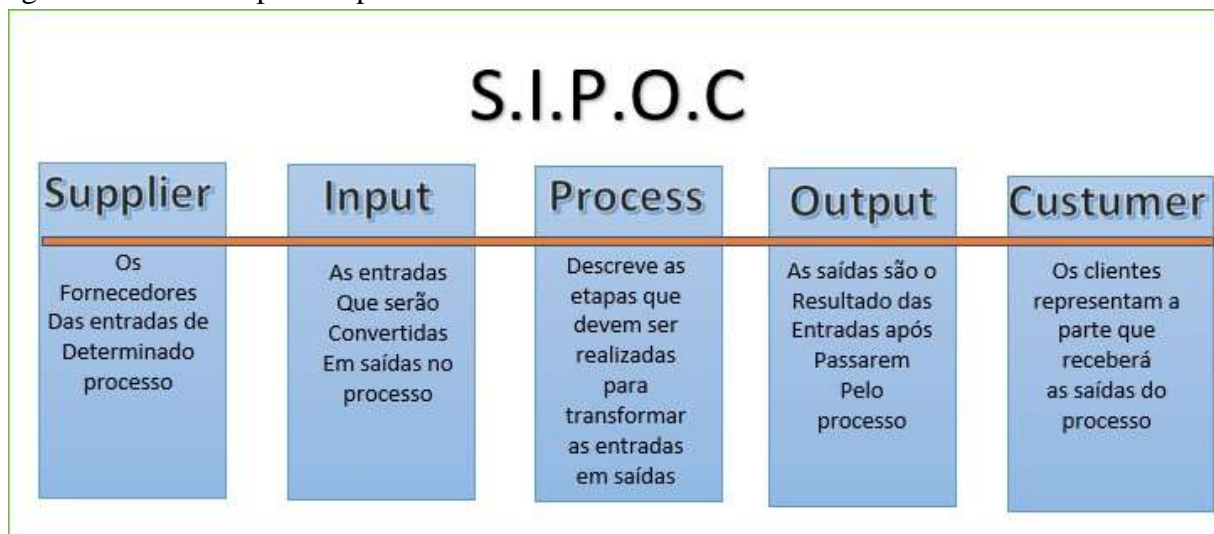 S.I.P.O.C
Supplier
Os
Fornecedores
Das entradas de
Determinado
processo
Input
As entradas
Que serão
Convertidas
Em saídas no
processo
Process
Descreve as
etapas que
devem ser
realizadas
para
transformar
as entradas
em saídas
Output
As saídas são o
Resultado das
Entradas após
Passarem
Pelo
processo
Custumer
Os clientes
representam a
parte que
receberá
as saídas do
processo